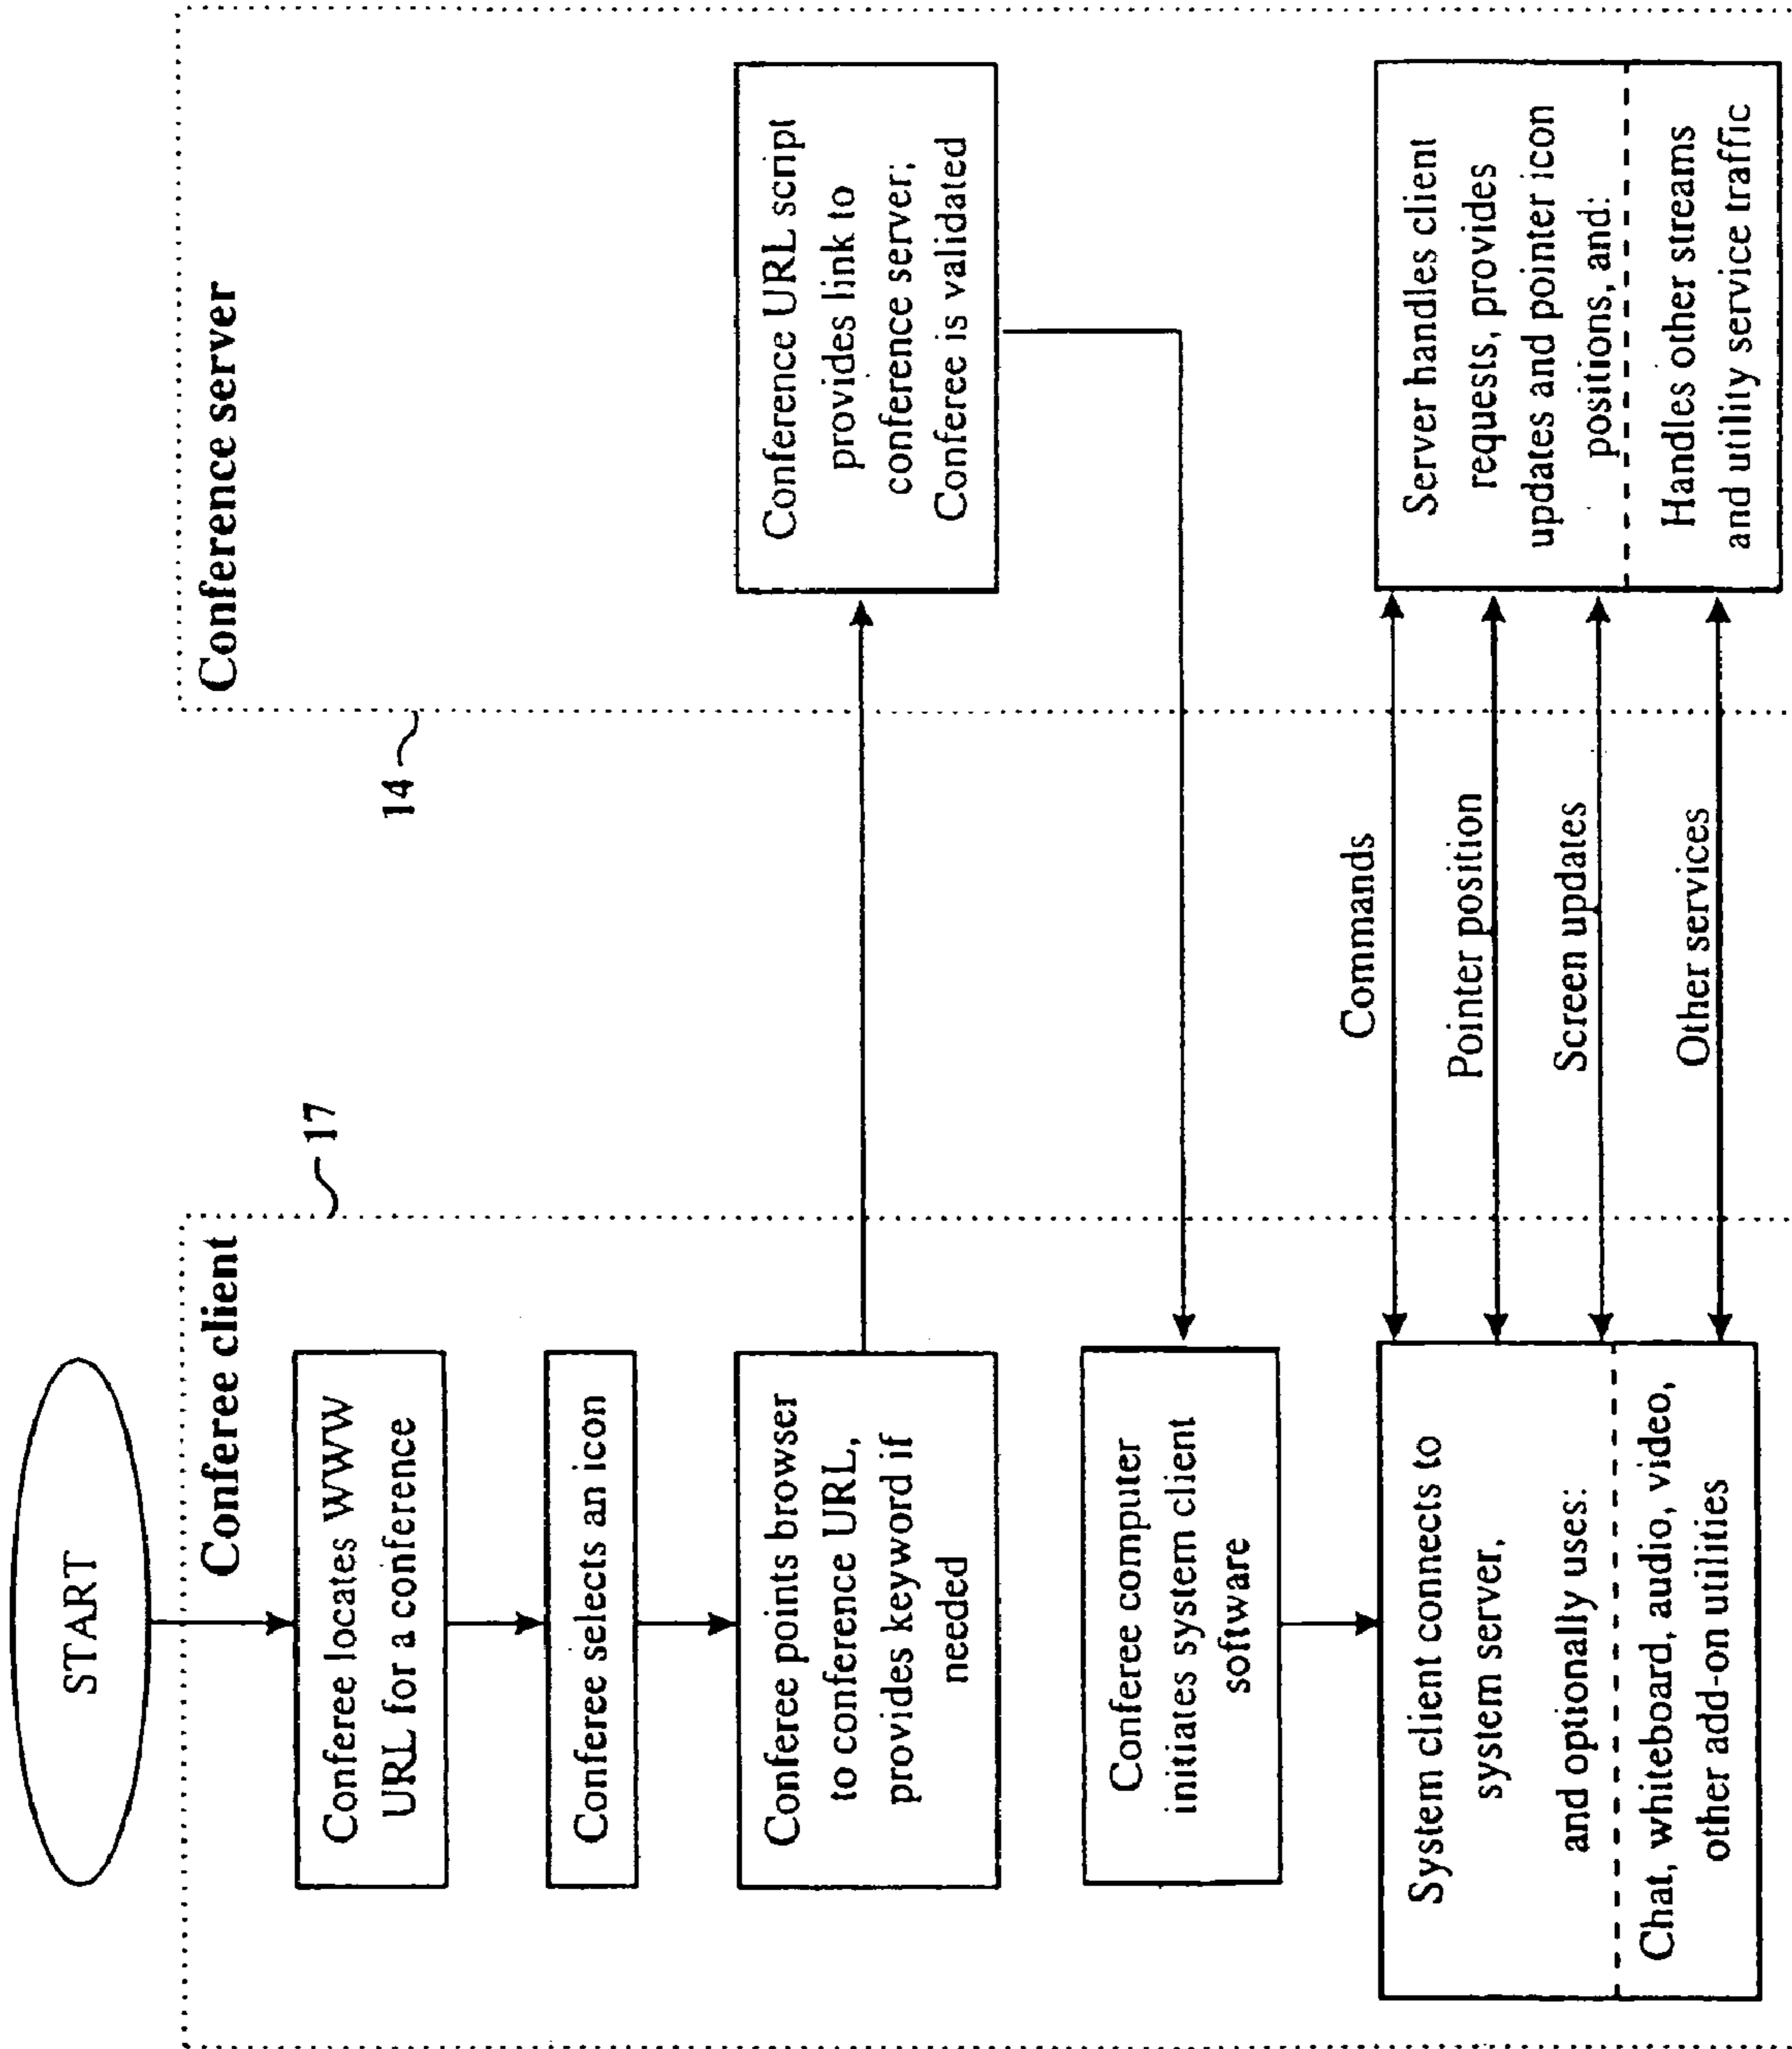 START
Conferee client
17
14
Conference server
Conferee locates WWW
URL for a conference
Conferee selects an icon
Conferee points browser
to conference URL,
provides keyword if
needed
Conference URL script
provides link to
conference server;
Conferee is validated
Conferee computer
initiates system client
software
System client connects to
system server,
and optionally uses:
Chat, whiteboard, audio, video,
other add-on utilities
Commands
Pointer position
Screen updates
Other services
Server handles client
requests, provides
updates and pointer icon
positions, and:
Handles other streams
and utility service traffic